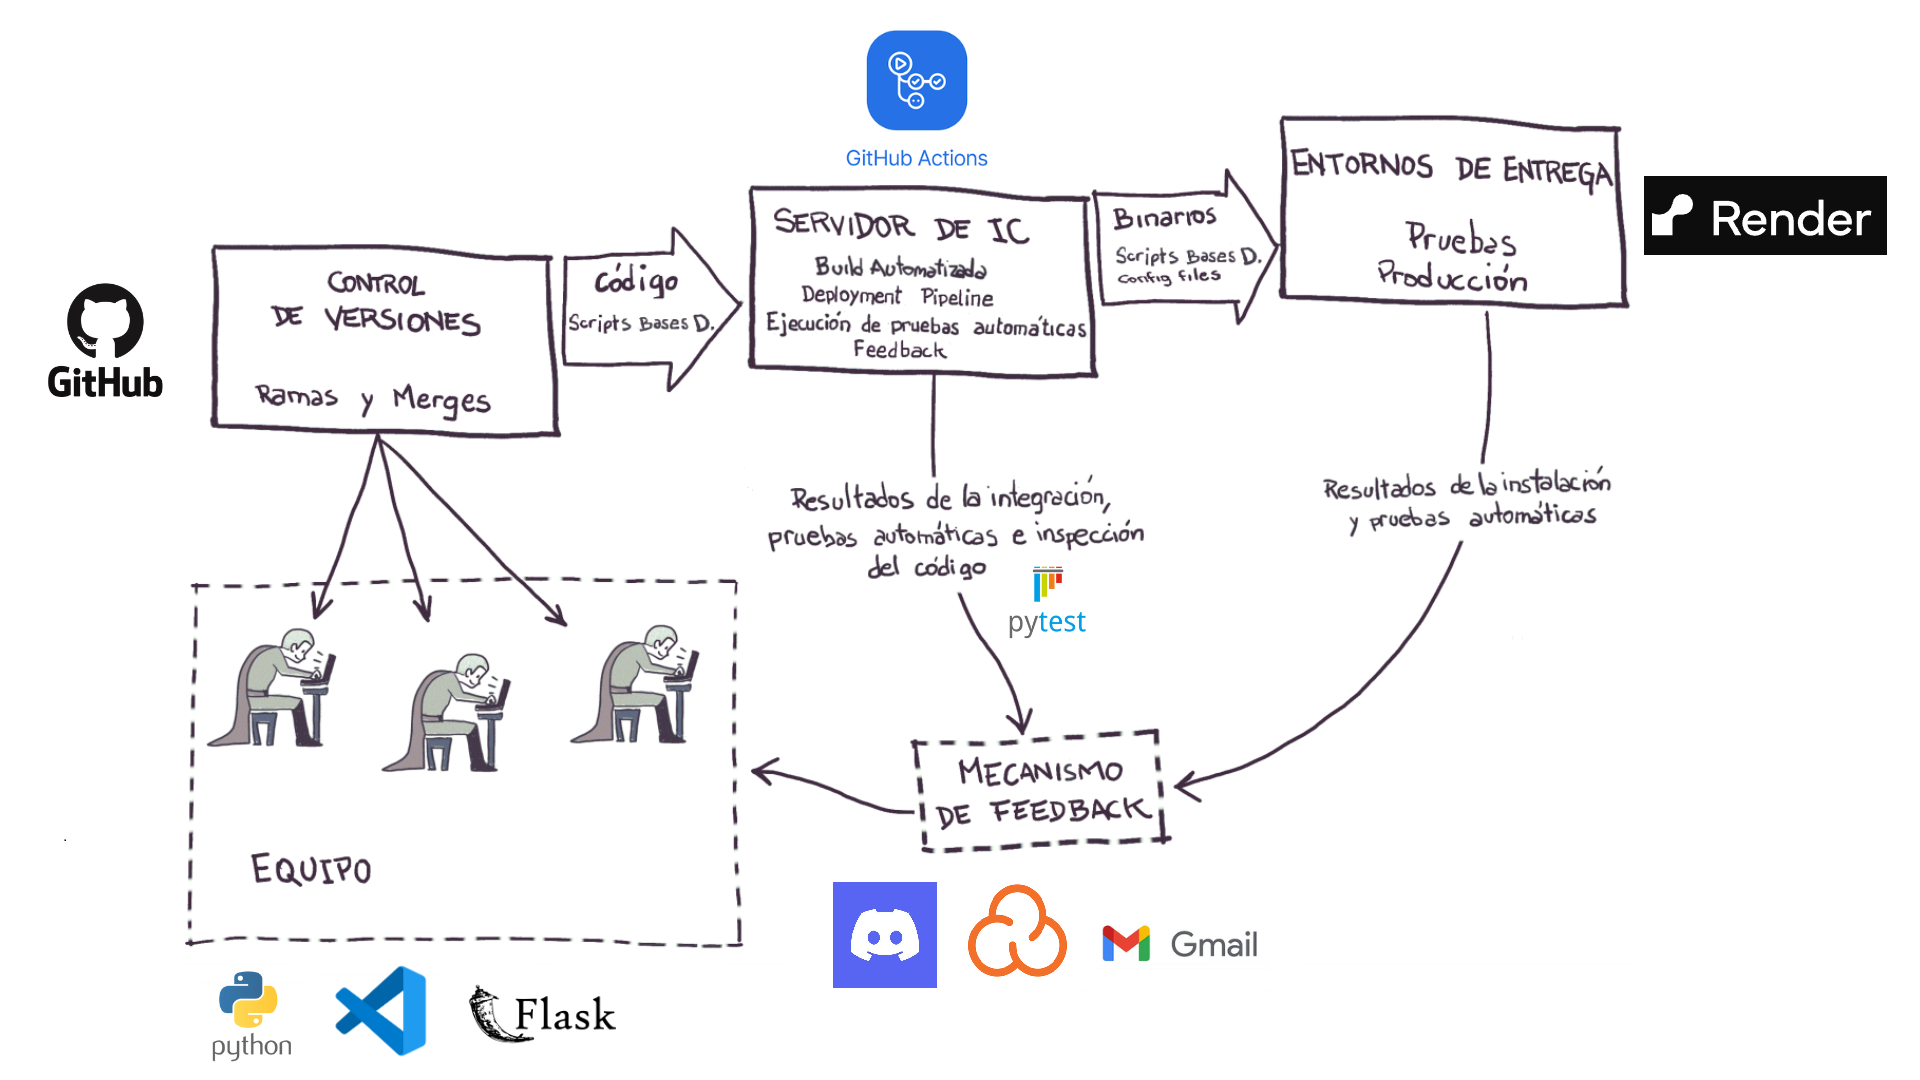 GitHub Actions
ENTORNOS DE ENTREGA
Pruebas
Producción
Render
Binarios
Scripts Bases D.
Config files
SERVIDOR DE IC
Build Automatizada
Deployment Pipeline
Ejecución de pruebas automáticas
Feedback
CONTROL
DE VERSIONES
Ramas y Merges
Código
Scripts Bases D.
GitHub
Resultados de la integración,
pruebas automáticas e inspección
del código
pytest
Resultados de la instalación
y pruebas automáticas
MECANISMO
DE FEEDBACK
EQUIPO
Gmail
python
Flask